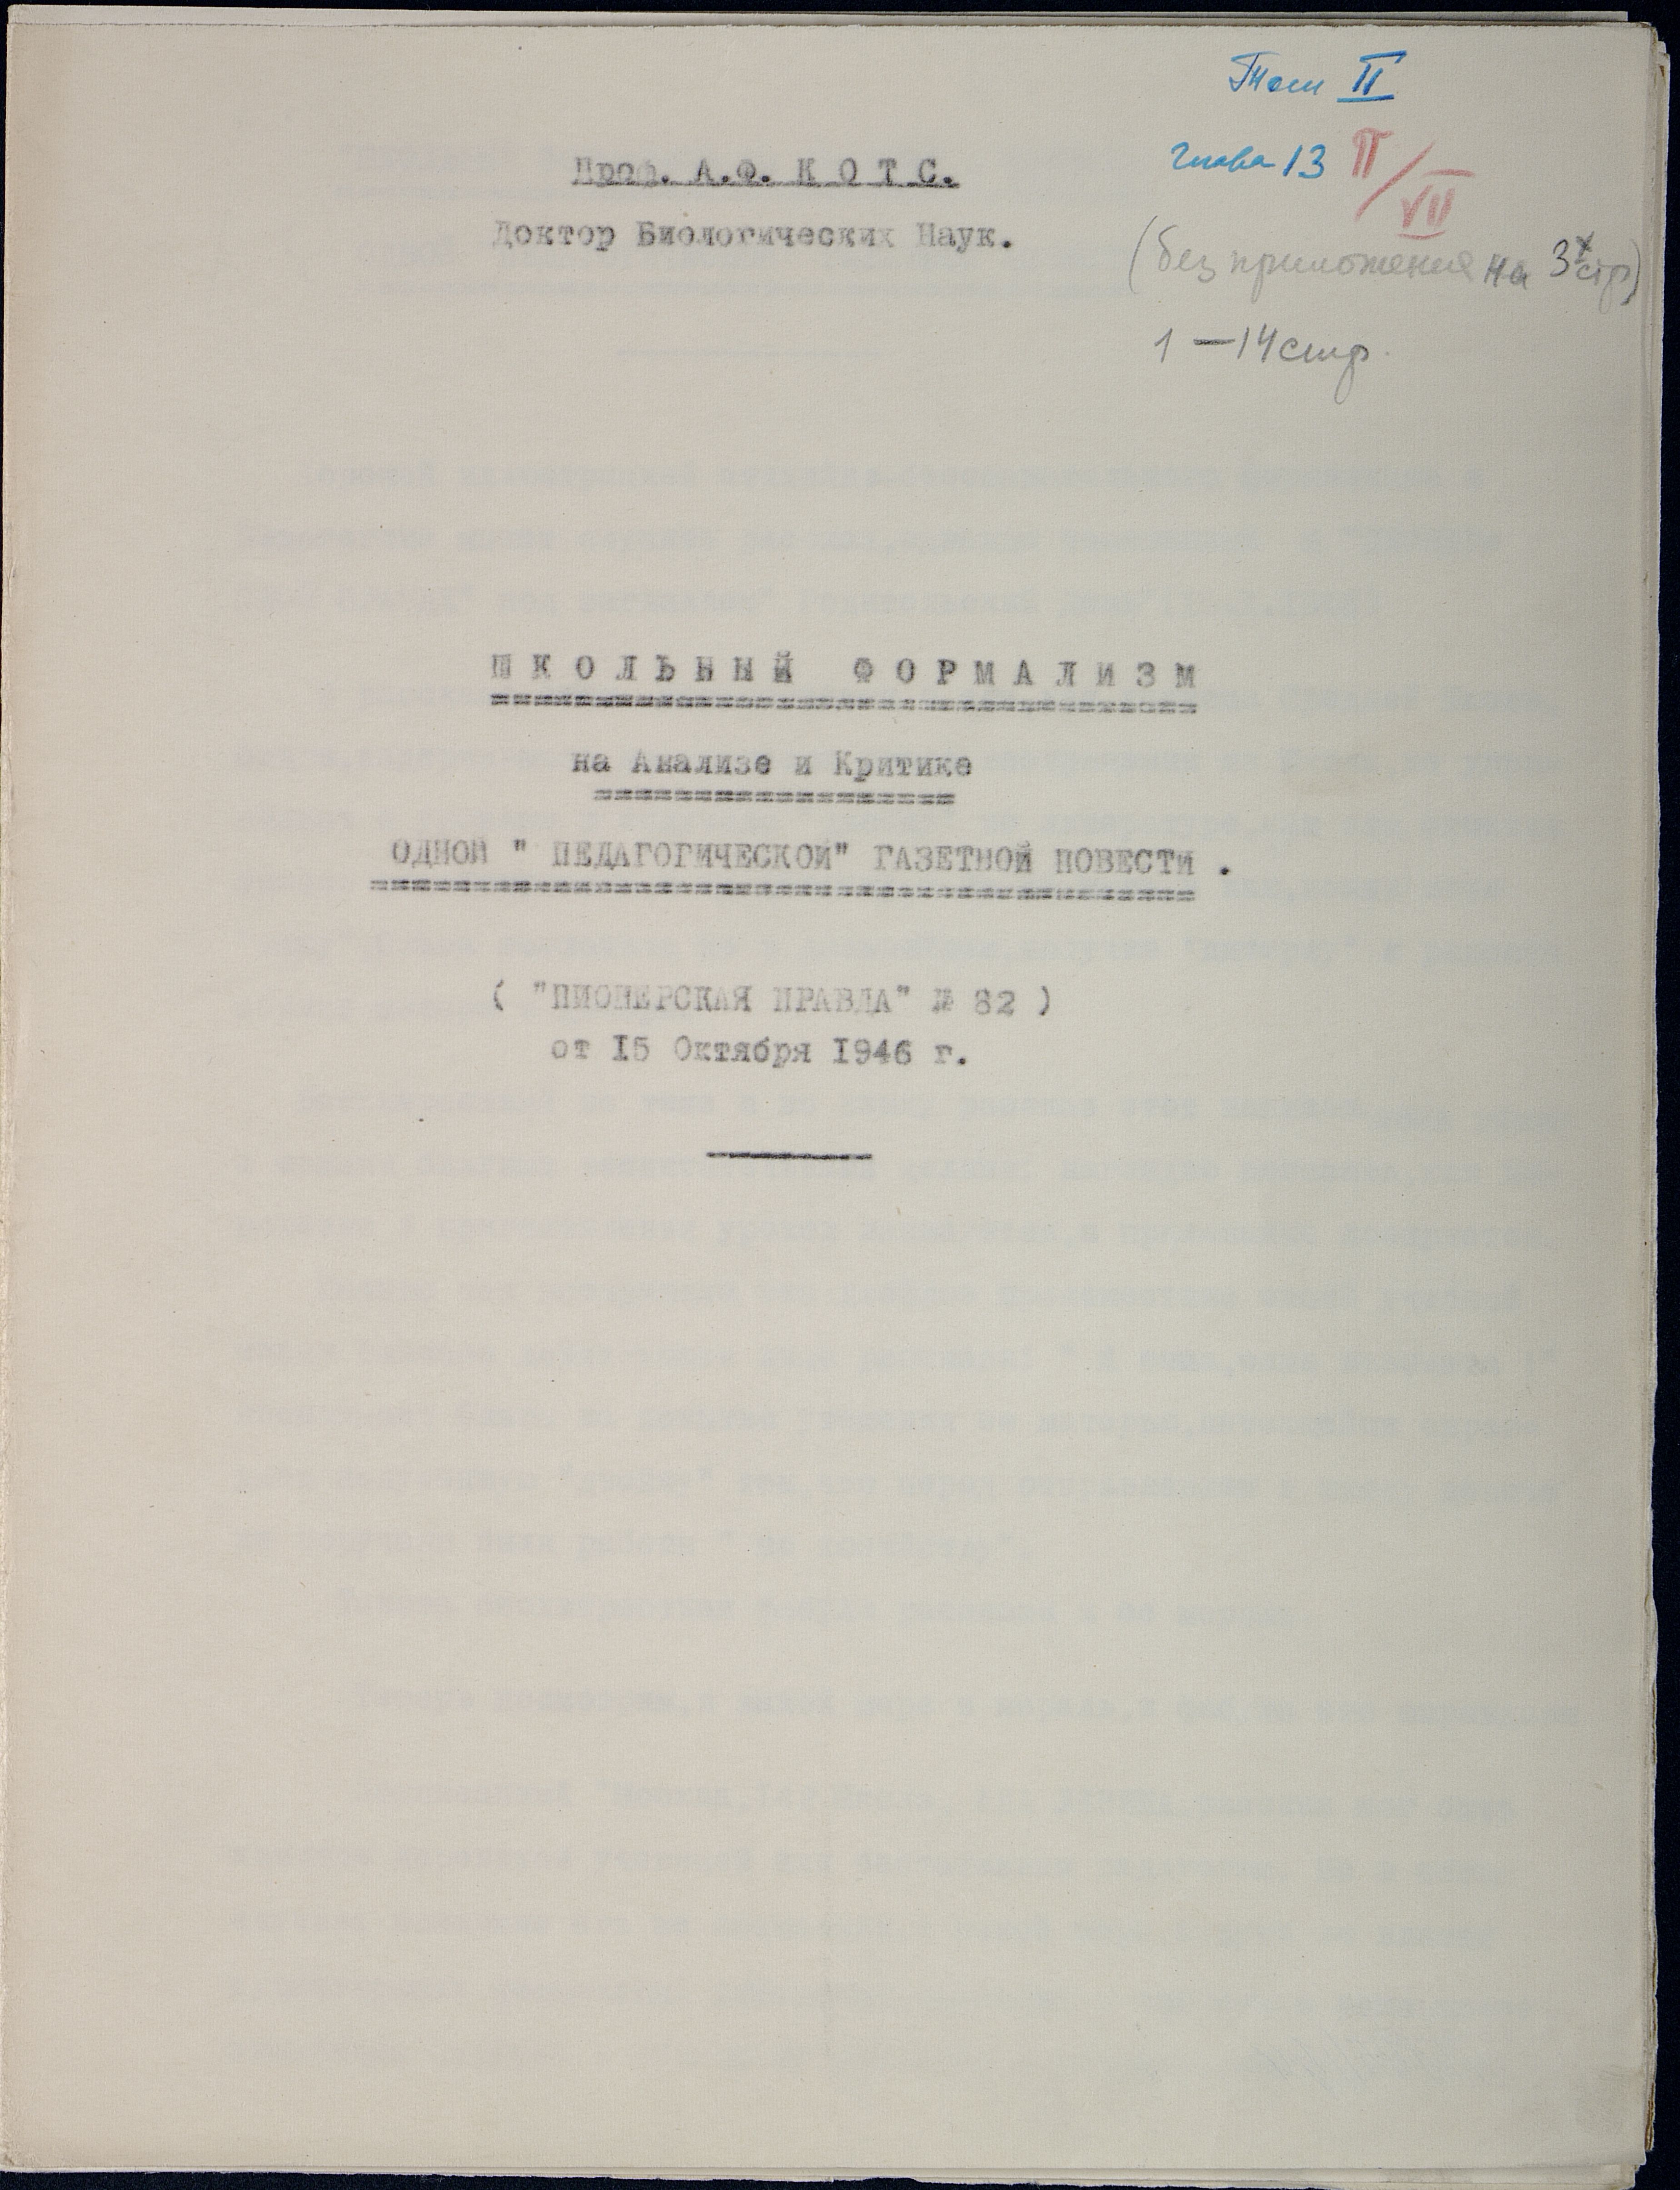 Том II
глава 13 II/VII
(без приложения на 3х стр)
1 — 14 стр.
Проф. А.Ф. К О Т С.
Доктор Биологических Наук.
Ш К О Л Ь Н Ы Й Ф О Р М А Л И З М
на Анализе и Критике
ОДНОЙ " ПЕДАГОГИЧЕСКОЙ" ГАЗЕТНОЙ ПОВЕСТИ .
( "ПИОНЕРСКАЯ ПРАВДА" № 82 )
от 15 Октября 1946 г.